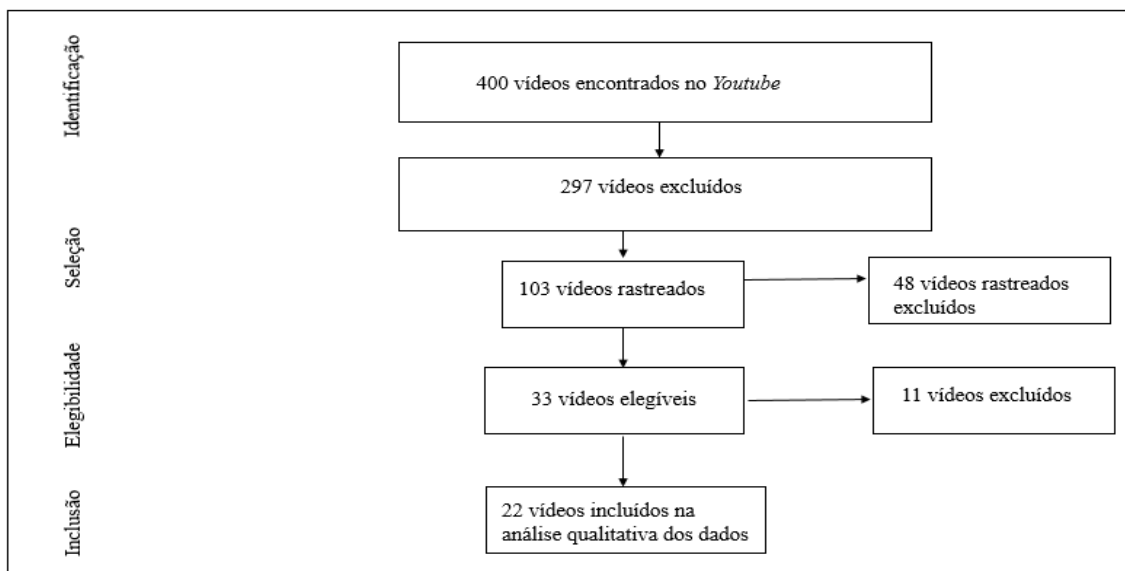 Identificação
400 vídeos encontrados no Youtube
297 vídeos excluídos
Seleção
103 vídeos rastreados
48 vídeos rastreados
excluídos
Elegibilidade
33 vídeos elegíveis
11 vídeos excluídos
Inclusão
22 vídeos incluídos na
análise qualitativa dos dados